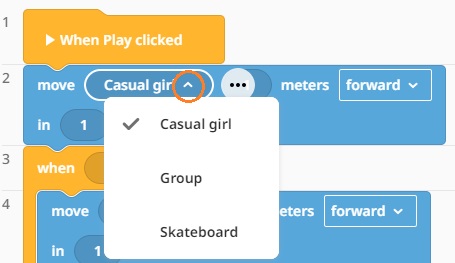 1
When Play clicked
2
move Casual girl ••• meters forward
in 1
Casual girl
3
when
Group
4
move meters forward
Skateboard
in 1